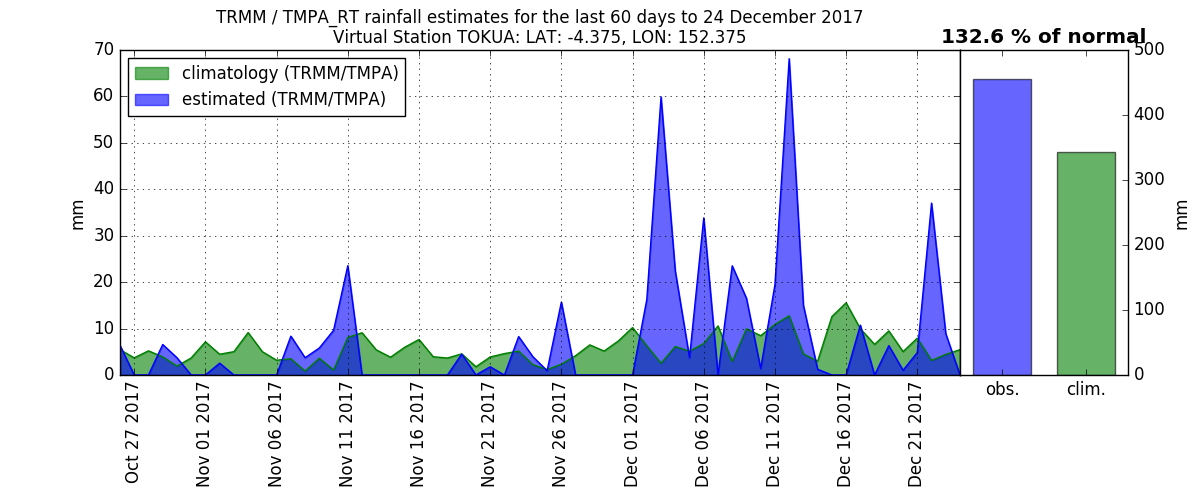 TRMM / TMPA_RT rainfall estimates for the last 60 days to 24 December 2017
Virtual Station TOKUA: LAT: -4.375, LON: 152.375
132.6 % of normal
climatology (TRMM/TMPA)
estimated (TRMM/TMPA)
mm
70
60
50
40
30
20
10
0
Oct 27 2017
Nov 01 2017
Nov 06 2017
Nov 11 2017
Nov 16 2017
Nov 21 2017
Nov 26 2017
Dec 01 2017
Dec 06 2017
Dec 11 2017
Dec 16 2017
Dec 21 2017
obs.
clim.
500
400
300
200
100
0
mm